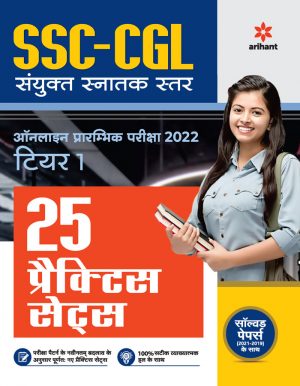 SSC-CGL
arihant
संयुक्त स्नातक स्तर
ऑनलाइन प्रारम्भिक परीक्षा 2022
टियर 1
25
प्रैक्टिस
सेट्स
सॉल्वड
पेपर्स
(2021-2019)
के साथ
परीक्षा पैटर्न के नवीनतम् बदलाव के
अनुसार पूर्णतः नए प्रैक्टिस सेट्स
100% सटीक व्याख्यात्मक
हल के साथ